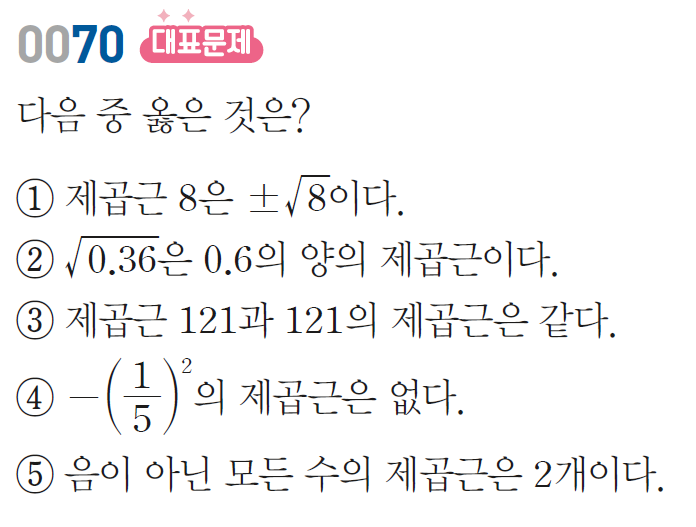 0070 대표문제
다음 중 옳은 것은?
① 제곱근 8은 ±√8이다.
② √0.36은 0.6의 양의 제곱근이다.
③ 제곱근 121과 121의 제곱근은 같다.
④ −(1/5)²의 제곱근은 없다.
⑤ 음이 아닌 모든 수의 제곱근은 2개이다.